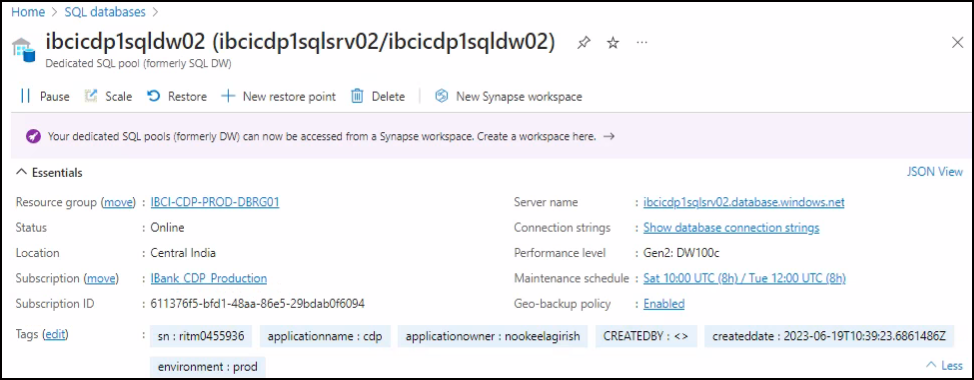 Home > SQL databases >
ibcicdp1sqldw02 (ibcicdp1sqlsrv02/ibcicdp1sqldw02) ...
Dedicated SQL pool (formerly SQL DW)
Pause Scale Restore New restore point Delete New Synapse workspace
Your dedicated SQL pools (formerly DW) can now be accessed from a Synapse workspace. Create a workspace here. →
Essentials JSON View
Resource group (move) : IBCI-CDP-PROD-DBRG01 Server name : ibcicdp1sqlsrv02.database.windows.net
Status : Online Connection strings : Show database connection strings
Location : Central India Performance level : Gen2: DW100c
Subscription (move) : IBank CDP Production Maintenance schedule : Sat 10:00 UTC (8h) / Tue 12:00 UTC (8h)
Subscription ID : 611376f5-bfd1-48aa-86e5-29bdab0f6094 Geo-backup policy : Enabled
Tags (edit) : sn : ritm0455936 applicationname : cdp applicationowner : nookeelagirish CREATEDBY : <> createddate : 2023-06-19T10:39:23.6861486Z
environment : prod Less